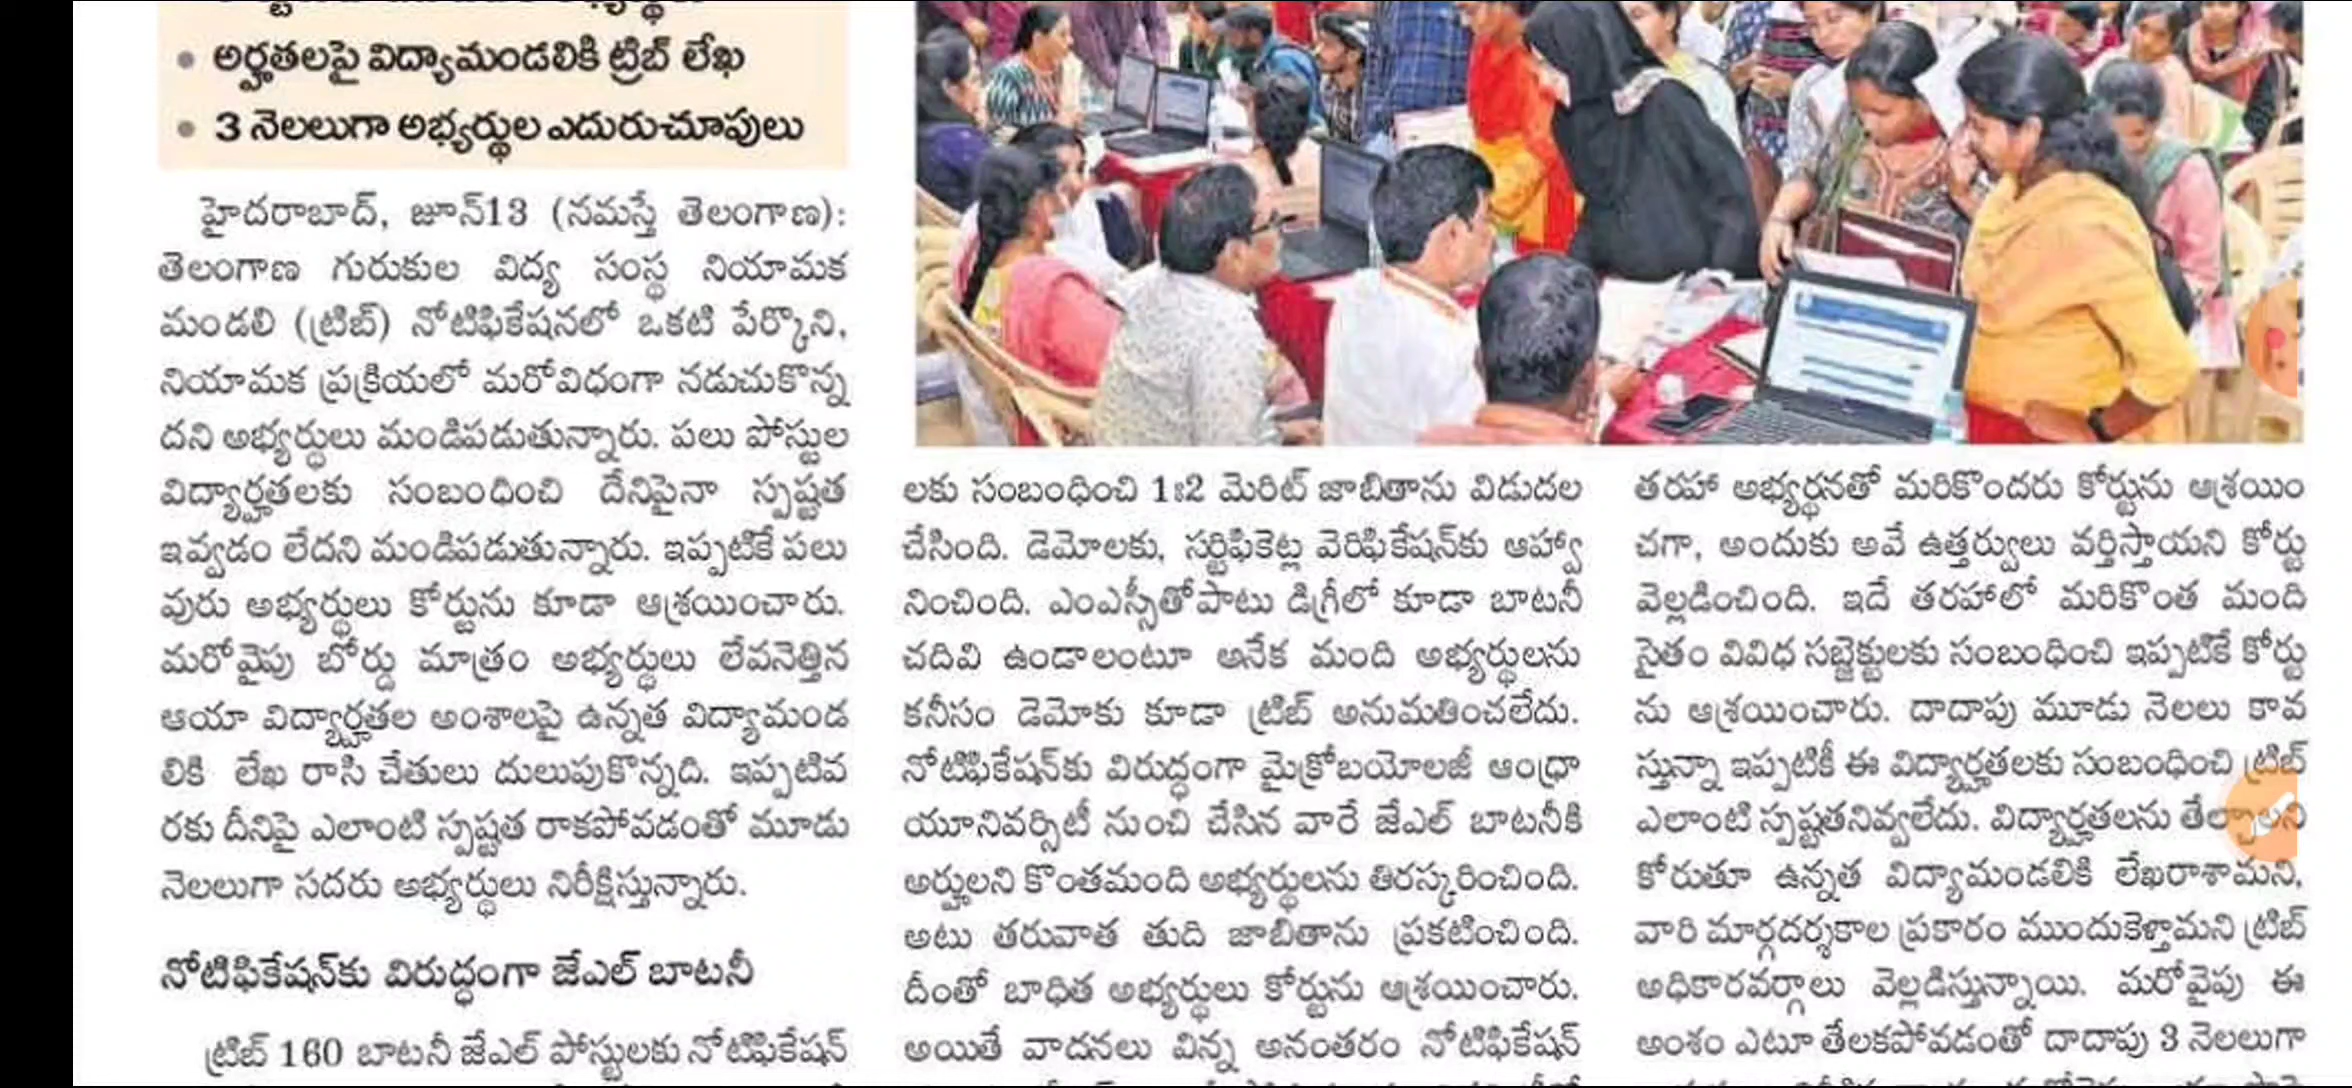 • అర్హతలపై విద్యామండలికి ట్రిబ్ లేఖ
• 3 నెలలుగా అభ్యర్థుల ఎదురుచూపులు
హైదరాబాద్, జూన్13 (నమస్తే తెలంగాణ):
తెలంగాణ గురుకుల విద్య సంస్థ నియామక
మండలి (ట్రిబ్) నోటిఫికేషనలో ఒకటి పేర్కొని,
నియామక ప్రక్రియలో మరోవిధంగా నడుచుకొన్న
దని అభ్యర్థులు మండిపడుతున్నారు. పలు పోస్టుల
విద్యార్హతలకు సంబంధించి దేనిపైనా స్పష్టత
ఇవ్వడం లేదని మండిపడుతున్నారు. ఇప్పటికే పలు
వురు అభ్యర్థులు కోర్టును కూడా ఆశ్రయించారు.
మరోవైపు బోర్డు మాత్రం అభ్యర్థులు లేవనెత్తిన
ఆయా విద్యార్హతల అంశాలపై ఉన్నత విద్యామండ
లికి లేఖ రాసి చేతులు దులుపుకొన్నది. ఇప్పటివ
రకు దీనిపై ఎలాంటి స్పష్టత రాకపోవడంతో మూడు
నెలలుగా సదరు అభ్యర్థులు నిరీక్షిస్తున్నారు.
నోటిఫికేషన్‌కు విరుద్ధంగా జేఎల్ బాటనీ
ట్రిబ్ 160 బాటనీ జేఎల్ పోస్టులకు నోటిఫికేషన్
లకు సంబంధించి 1:2 మెరిట్ జాబితాను విడుదల
చేసింది. డెమోలకు, సర్టిఫికెట్ల వెరిఫికేషన్‌కు ఆహ్వా
నించింది. ఎంఎస్సీతోపాటు డిగ్రీలో కూడా బాటనీ
చదివి ఉండాలంటూ అనేక మంది అభ్యర్థులను
కనీసం డెమోకు కూడా ట్రిబ్ అనుమతించలేదు.
నోటిఫికేషన్‌కు విరుద్ధంగా మైక్రోబయోలజీ ఆంధ్రా
యూనివర్సిటీ నుంచి చేసిన వారే జేఎల్ బాటనీకి
అర్హులని కొంతమంది అభ్యర్థులను తిరస్కరించింది.
అటు తరువాత తుది జాబితాను ప్రకటించింది.
దీంతో బాధిత అభ్యర్థులు కోర్టును ఆశ్రయించారు.
అయితే వాదనలు విన్న అనంతరం నోటిఫికేషన్
తరహా అభ్యర్థనతో మరికొందరు కోర్టును ఆశ్రయిం
చగా, అందుకు అవే ఉత్తర్వులు వర్తిస్తాయని కోర్టు
వెల్లడించింది. ఇదే తరహాలో మరికొంత మంది
సైతం వివిధ సబ్జెక్టులకు సంబంధించి ఇప్పటికే కోర్టు
ను ఆశ్రయించారు. దాదాపు మూడు నెలలు కావ
స్తున్నా ఇప్పటికీ ఈ విద్యార్హతలకు సంబంధించి ట్రిబ్
ఎలాంటి స్పష్టతనివ్వలేదు. విద్యార్హతలను తేల్చాలని
కోరుతూ ఉన్నత విద్యామండలికి లేఖరాశామని,
వారి మార్గదర్శకాల ప్రకారం ముందుకెళ్తామని ట్రిబ్
అధికారవర్గాలు వెల్లడిస్తున్నాయి. మరోవైపు ఈ
అంశం ఎటూ తేలకపోవడంతో దాదాపు 3 నెలలుగా